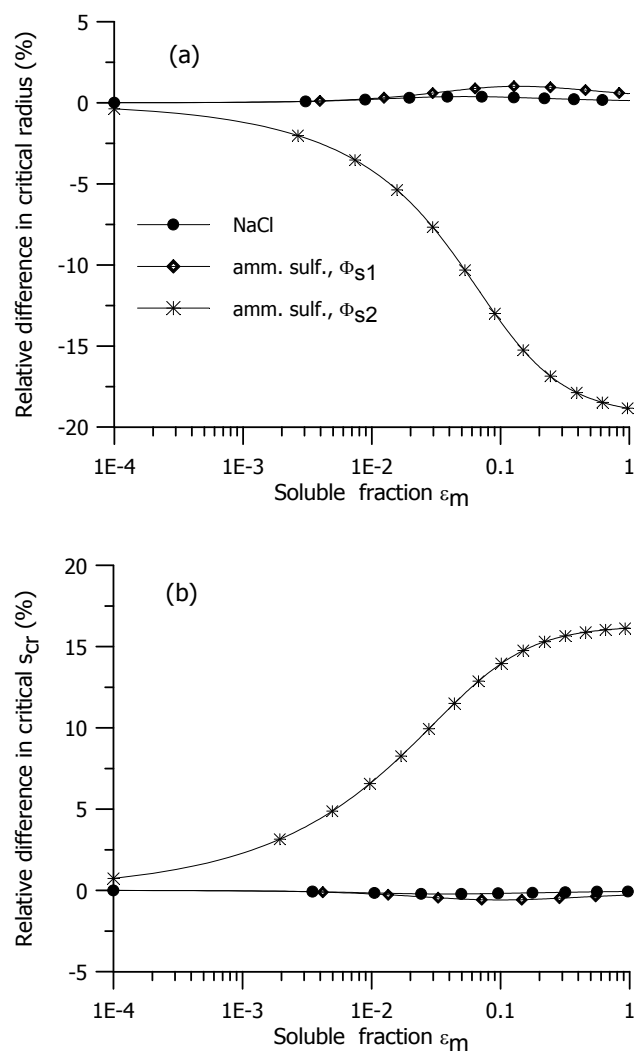 5
(a)
0
-5
-10
-15
-20
Relative difference in critical radius (%)
NaCl
amm. sulf., Φs1
amm. sulf., Φs2
1E-4 1E-3 1E-2 0.1 1
Soluble fraction εm
20
(b)
15
10
5
0
-5
Relative difference in critical scr (%)
1E-4 1E-3 1E-2 0.1 1
Soluble fraction εm